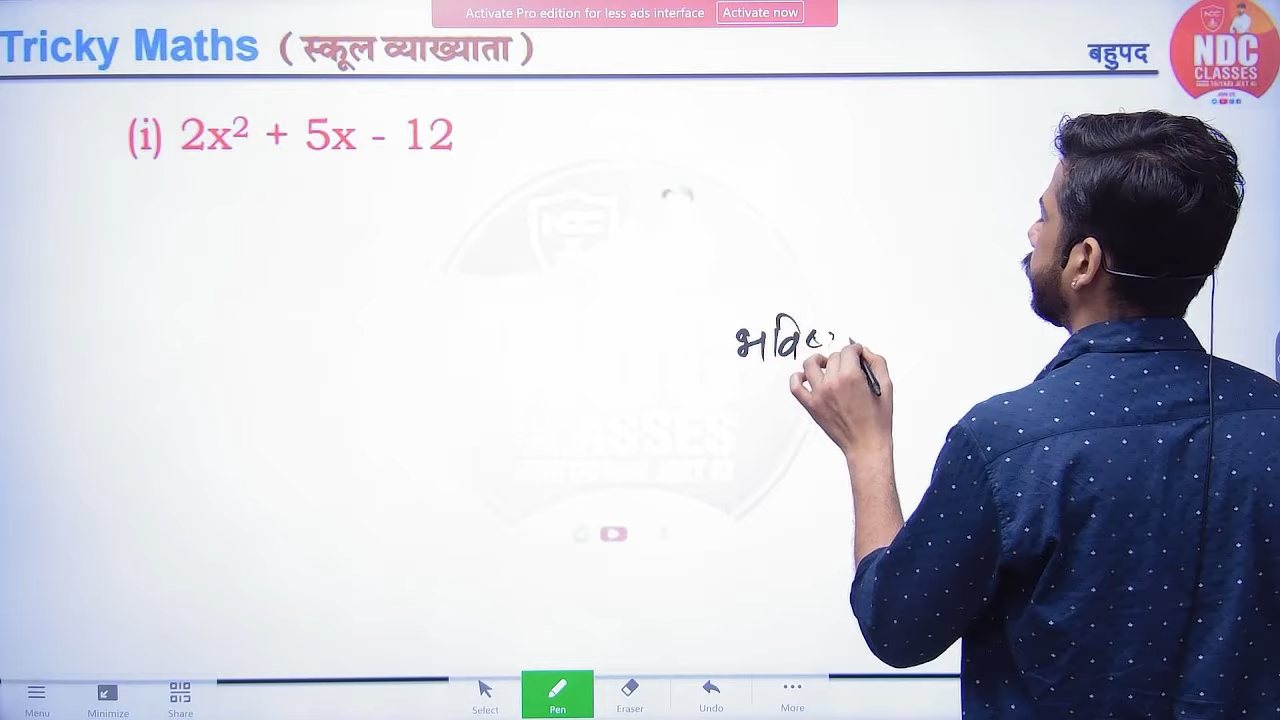 Activate Pro edition for less ads interface Activate now
Tricky Maths ( स्कूल व्याख्याता )
बहुपद
NDC
CLASSES
(i) 2x² + 5x - 12
Menu Minimize Share Select Pen Eraser Undo More